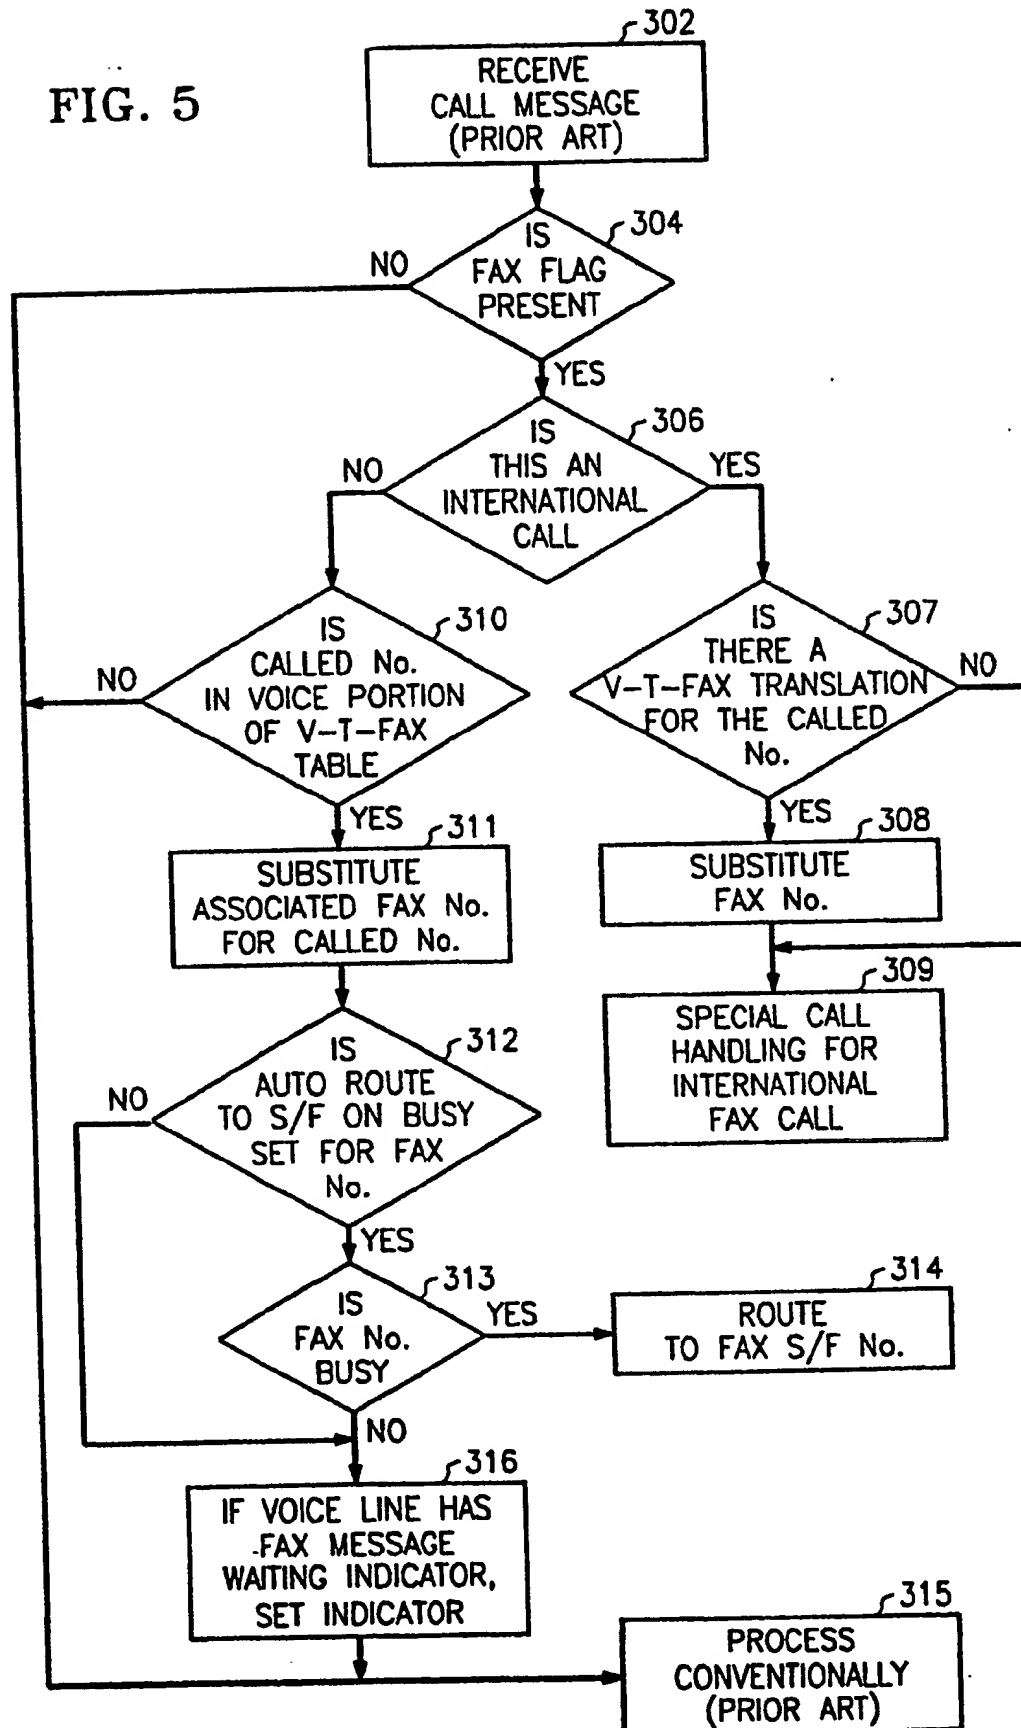 FIG. 5
302
RECEIVE
CALL MESSAGE
(PRIOR ART)
304
IS
FAX FLAG
PRESENT
NO
YES
306
IS
THIS AN
INTERNATIONAL
CALL
NO
YES
310
IS
CALLED No.
IN VOICE PORTION
OF V-T-FAX
TABLE
NO
YES
307
IS
THERE A
V-T-FAX TRANSLATION
FOR THE CALLED
No.
NO
YES
311
SUBSTITUTE
ASSOCIATED FAX No.
FOR CALLED No.
308
SUBSTITUTE
FAX No.
309
SPECIAL CALL
HANDLING FOR
INTERNATIONAL
FAX CALL
312
IS
AUTO ROUTE
TO S/F ON BUSY
SET FOR FAX
No.
NO
YES
313
IS
FAX No.
BUSY
YES
NO
314
ROUTE
TO FAX S/F No.
316
IF VOICE LINE HAS
FAX MESSAGE
WAITING INDICATOR,
SET INDICATOR
315
PROCESS
CONVENTIONALLY
(PRIOR ART)